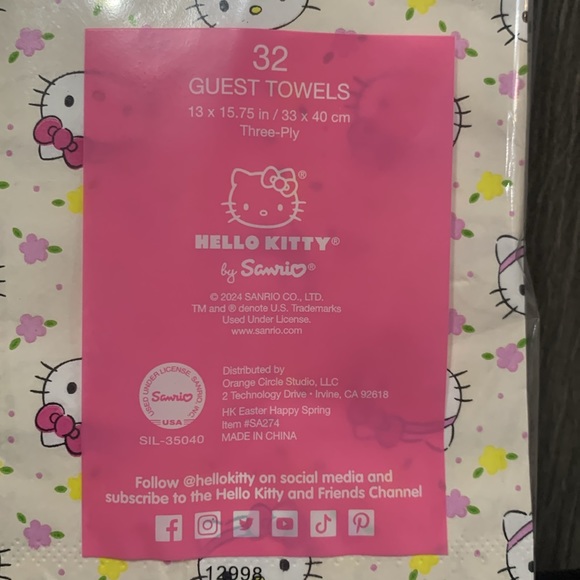 32
GUEST TOWELS
13 x 15.75 in / 33 x 40 cm
Three-Ply
®
HELLO KITTY®
by Sanrio®
© 2024 SANRIO CO., LTD.
TM and ® denote U.S. Trademarks
Used Under License.
www.sanrio.com
USED UNDER LICENSE, SANRIO, INC.
Sanrio
USA
SIL-35040
Distributed by
Orange Circle Studio, LLC
2 Technology Drive • Irvine, CA 92618
HK Easter Happy Spring
Item #SA274
MADE IN CHINA
Follow @hellokitty on social media and
subscribe to the Hello Kitty and Friends Channel
12998